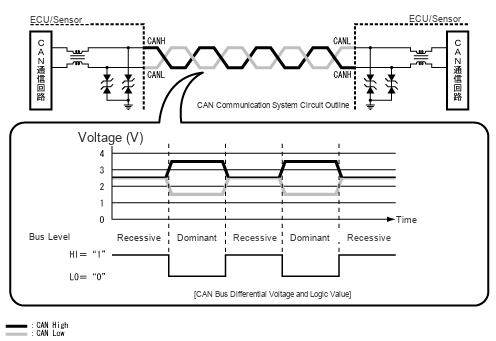 ECU/Sensor
ECU/Sensor
CAN通信回路
CANH
CANL
CANL
CANH
CAN通信回路
CAN Communication System Circuit Outline
Voltage (V)
4
3
2
1
0
Time
Bus Level
Recessive
Dominant
Recessive
Dominant
Recessive
HI= “1”
LO= “0”
[CAN Bus Differential Voltage and Logic Value]
: CAN High
: CAN Low